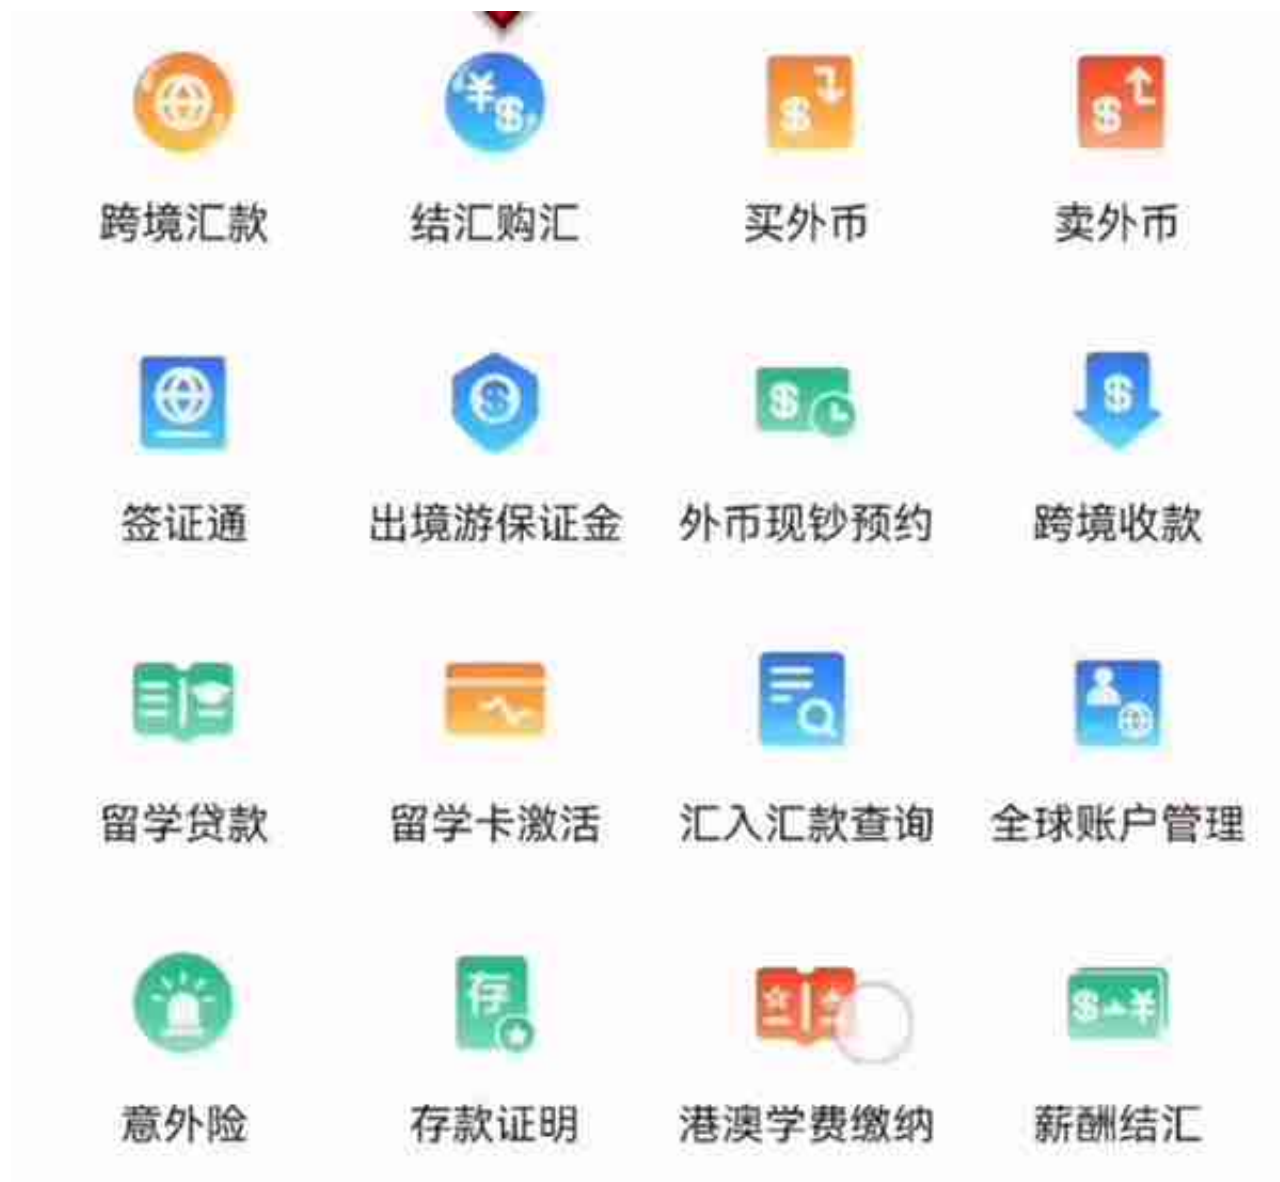 跨境汇款 结汇购汇 买外币 卖外币
签证通 出境游保证金 外币现钞预约 跨境收款
留学贷款 留学卡激活 汇入汇款查询 全球账户管理
存
意外险 存款证明 港澳学费缴纳 薪酬结汇